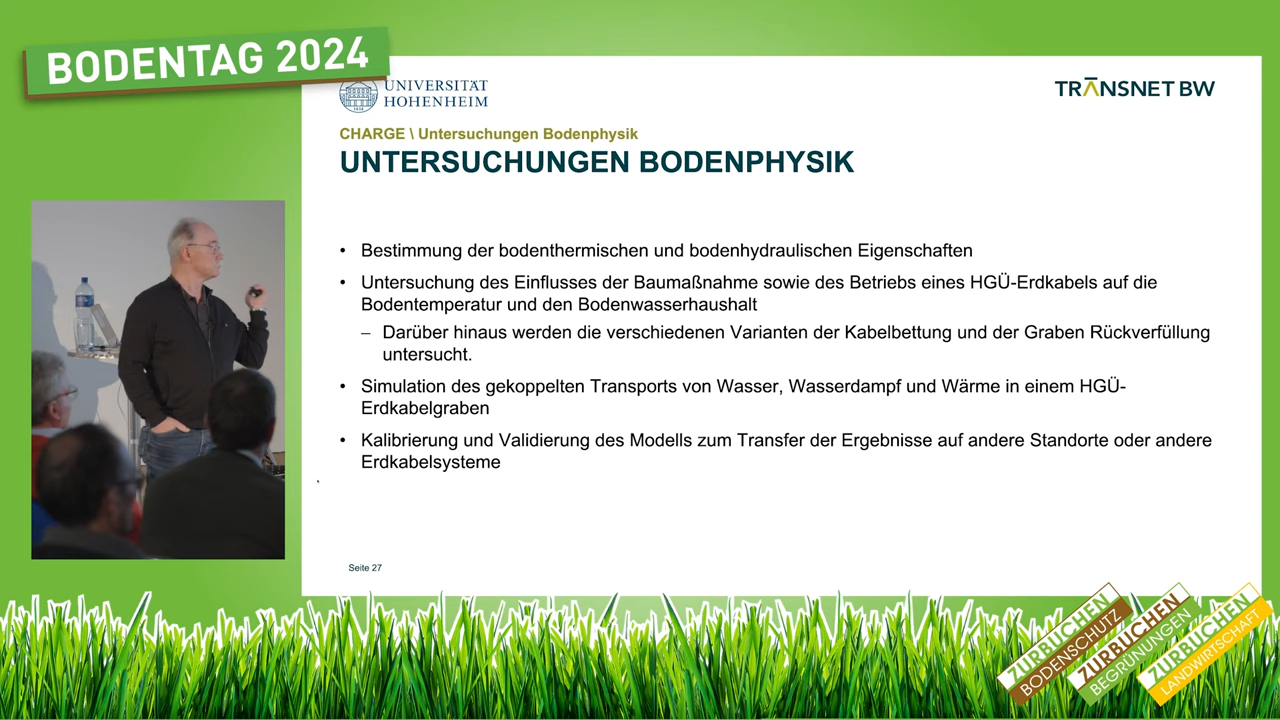 BODENTAG 2024
UNIVERSITÄT
HOHENHEIM
TRANSNET BW
CHARGE \ Untersuchungen Bodenphysik
UNTERSUCHUNGEN BODENPHYSIK
• Bestimmung der bodenthermischen und bodenhydraulischen Eigenschaften
• Untersuchung des Einflusses der Baumaßnahme sowie des Betriebs eines HGÜ-Erdkabels auf die
Bodentemperatur und den Bodenwasserhaushalt
– Darüber hinaus werden die verschiedenen Varianten der Kabelbettung und der Graben Rückverfüllung
untersucht.
• Simulation des gekoppelten Transports von Wasser, Wasserdampf und Wärme in einem HGÜ-
Erdkabelgraben
• Kalibrierung und Validierung des Modells zum Transfer der Ergebnisse auf andere Standorte oder andere
Erdkabelsysteme
Seite 27
ZURBUCHEN
BODENSCHUTZ
ZURBUCHEN
BEGRÜNUNGEN
ZURBUCHEN
LANDWIRTSCHAFT